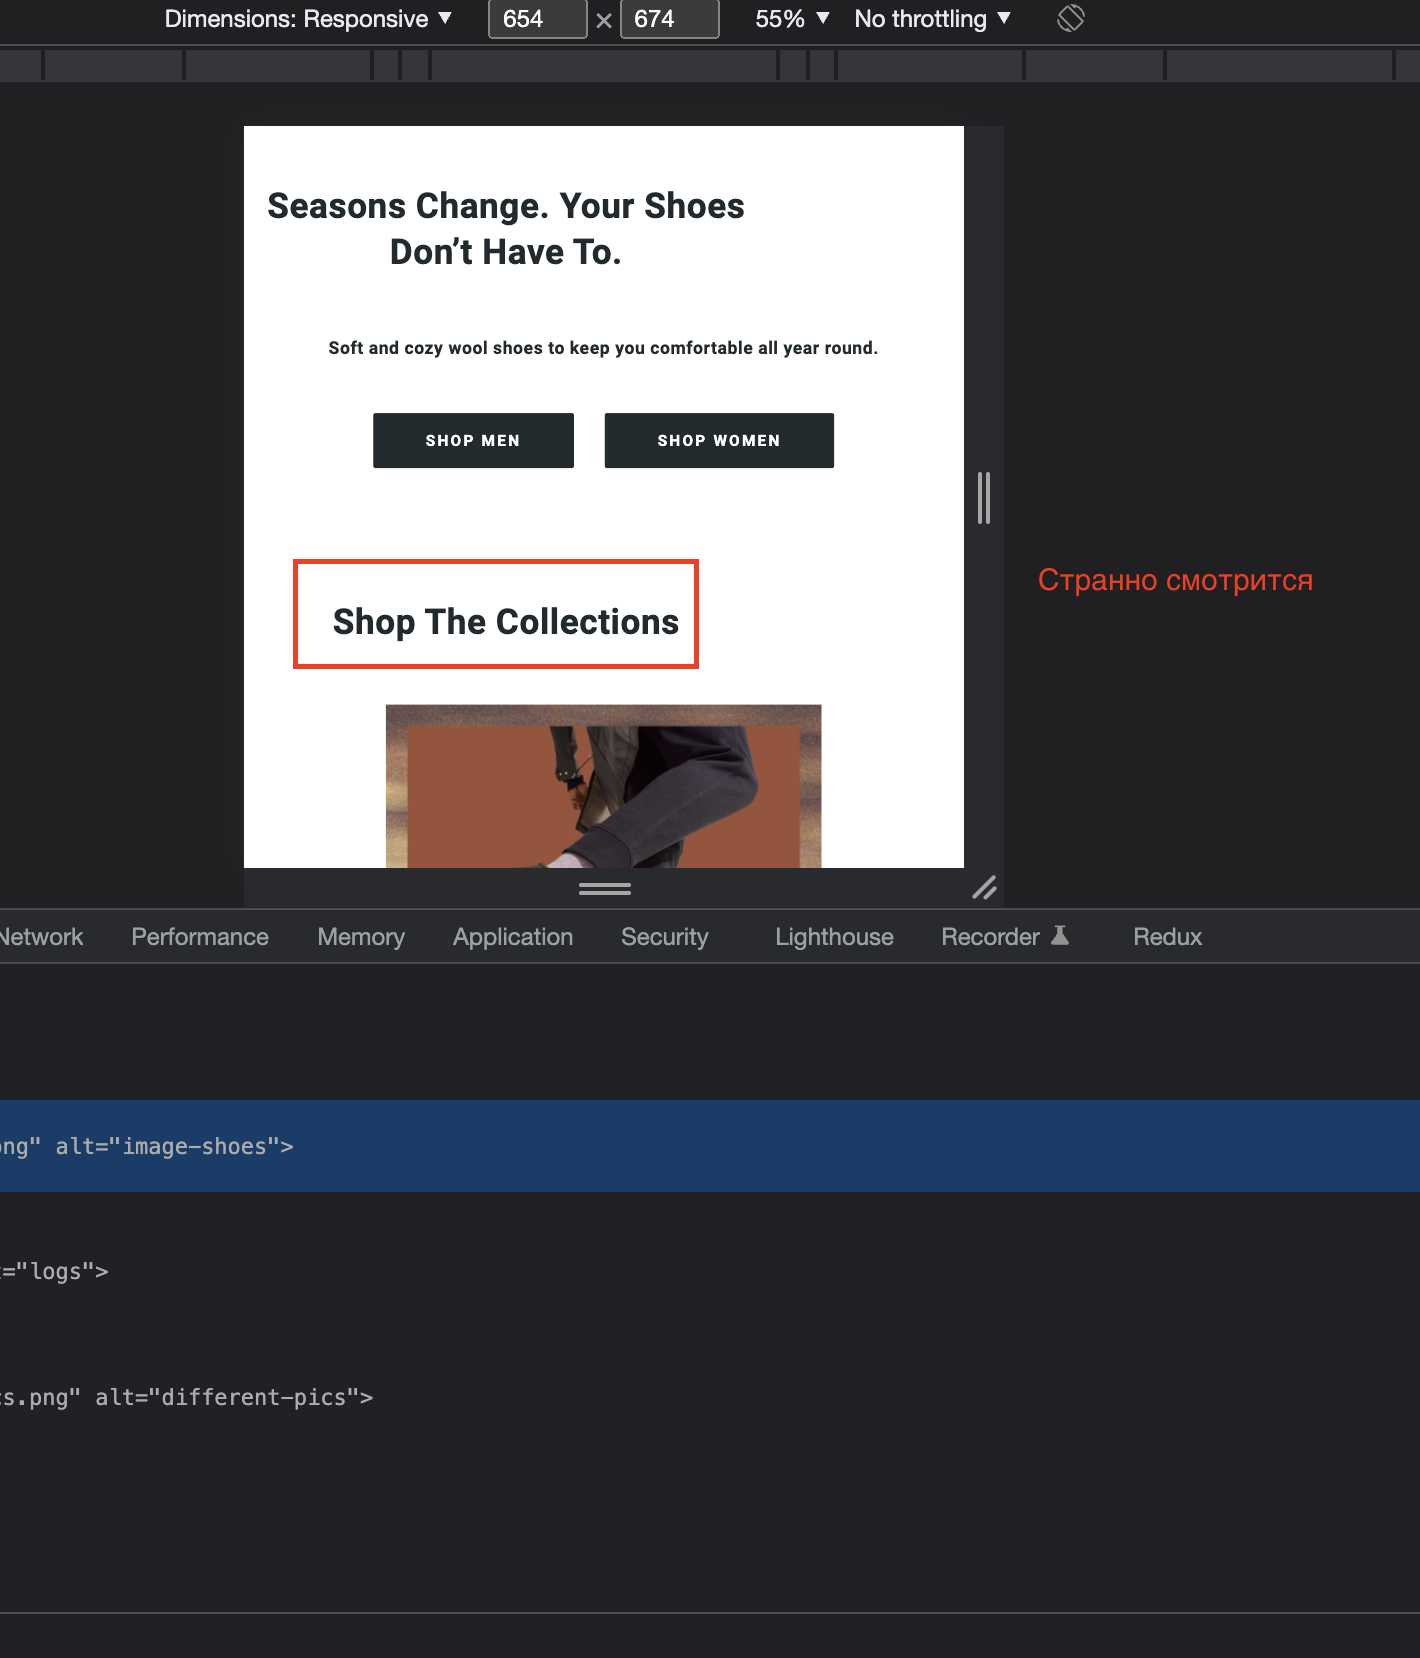 Dimensions: Responsive ▼ 654 × 674 55% ▼ No throttling ▼
Seasons Change. Your Shoes
Don’t Have To.
Soft and cozy wool shoes to keep you comfortable all year round.
SHOP MEN SHOP WOMEN
Странно смотрится
Shop The Collections
Network Performance Memory Application Security Lighthouse Recorder Redux
ong" alt="image-shoes">
="logs">
cs.png" alt="different-pics">